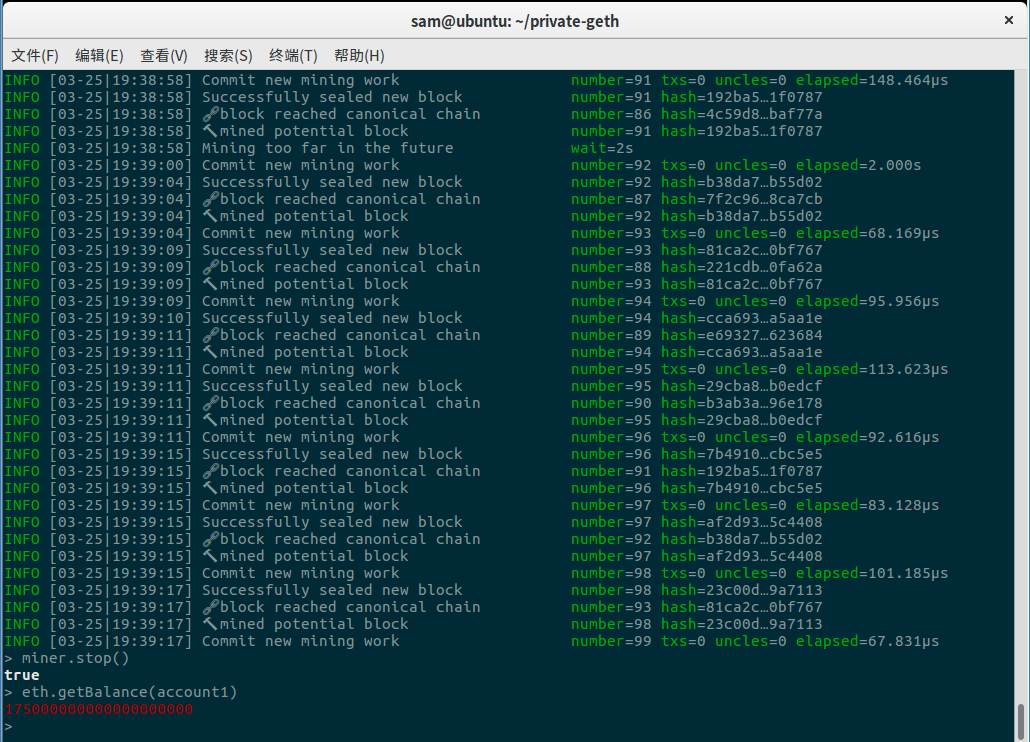 sam@ubuntu: ~/private-geth ×
文件(F) 编辑(E) 查看(V) 搜索(S) 终端(T) 帮助(H)
INFO [03-25|19:38:58] Commit new mining work number=91 txs=0 uncles=0 elapsed=148.464µs
INFO [03-25|19:38:58] Successfully sealed new block number=91 hash=192ba5…1f0787
INFO [03-25|19:38:58] 🔗block reached canonical chain number=86 hash=4c59d8…baf77a
INFO [03-25|19:38:58] 🔨mined potential block number=91 hash=192ba5…1f0787
INFO [03-25|19:38:58] Mining too far in the future wait=2s
INFO [03-25|19:39:00] Commit new mining work number=92 txs=0 uncles=0 elapsed=2.000s
INFO [03-25|19:39:04] Successfully sealed new block number=92 hash=b38da7…b55d02
INFO [03-25|19:39:04] 🔗block reached canonical chain number=87 hash=7f2c96…8ca7cb
INFO [03-25|19:39:04] 🔨mined potential block number=92 hash=b38da7…b55d02
INFO [03-25|19:39:04] Commit new mining work number=93 txs=0 uncles=0 elapsed=68.169µs
INFO [03-25|19:39:09] Successfully sealed new block number=93 hash=81ca2c…0bf767
INFO [03-25|19:39:09] 🔗block reached canonical chain number=88 hash=221cdb…0fa62a
INFO [03-25|19:39:09] 🔨mined potential block number=93 hash=81ca2c…0bf767
INFO [03-25|19:39:09] Commit new mining work number=94 txs=0 uncles=0 elapsed=95.956µs
INFO [03-25|19:39:10] Successfully sealed new block number=94 hash=cca693…a5aa1e
INFO [03-25|19:39:11] 🔗block reached canonical chain number=89 hash=e69327…623684
INFO [03-25|19:39:11] 🔨mined potential block number=94 hash=cca693…a5aa1e
INFO [03-25|19:39:11] Commit new mining work number=95 txs=0 uncles=0 elapsed=113.623µs
INFO [03-25|19:39:11] Successfully sealed new block number=95 hash=29cba8…b0edcf
INFO [03-25|19:39:11] 🔗block reached canonical chain number=90 hash=b3ab3a…96e178
INFO [03-25|19:39:11] 🔨mined potential block number=95 hash=29cba8…b0edcf
INFO [03-25|19:39:11] Commit new mining work number=96 txs=0 uncles=0 elapsed=92.616µs
INFO [03-25|19:39:15] Successfully sealed new block number=96 hash=7b4910…cbc5e5
INFO [03-25|19:39:15] 🔗block reached canonical chain number=91 hash=192ba5…1f0787
INFO [03-25|19:39:15] 🔨mined potential block number=96 hash=7b4910…cbc5e5
INFO [03-25|19:39:15] Commit new mining work number=97 txs=0 uncles=0 elapsed=83.128µs
INFO [03-25|19:39:15] Successfully sealed new block number=97 hash=af2d93…5c4408
INFO [03-25|19:39:15] 🔗block reached canonical chain number=92 hash=b38da7…b55d02
INFO [03-25|19:39:15] 🔨mined potential block number=97 hash=af2d93…5c4408
INFO [03-25|19:39:15] Commit new mining work number=98 txs=0 uncles=0 elapsed=101.185µs
INFO [03-25|19:39:17] Successfully sealed new block number=98 hash=23c00d…9a7113
INFO [03-25|19:39:17] 🔗block reached canonical chain number=93 hash=81ca2c…0bf767
INFO [03-25|19:39:17] 🔨mined potential block number=98 hash=23c00d…9a7113
INFO [03-25|19:39:17] Commit new mining work number=99 txs=0 uncles=0 elapsed=67.831µs
> miner.stop()
true
> eth.getBalance(account1)
175000000000000000000
>